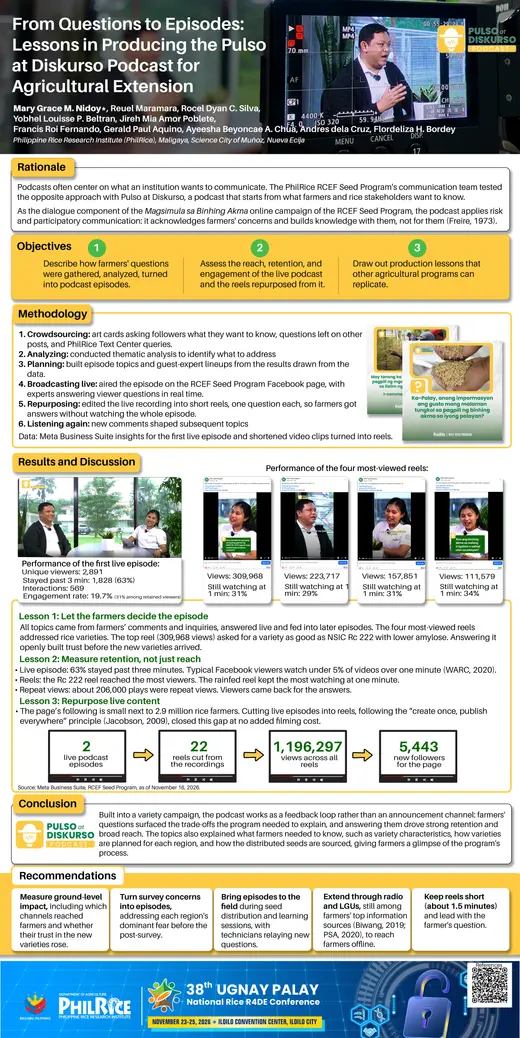 From Questions to Episodes:
Lessons in Producing the Pulso
at Diskurso Podcast for
Agricultural Extension
Mary Grace M. Nidoy*, Reuel Maramara, Rocel Dyan C. Silva,
Yobhel Louisse P. Beltran, Jireh Mia Amor Poblete,
Francis Roi Fernando, Gerald Paul Aquino, Ayeesha Beyoncae A. Chua, Andres dela Cruz, Flordeliza H. Bordey
Philippine Rice Research Institute (PhilRice), Maligaya, Science City of Muñoz, Nueva Ecija
MP4
70 mm
AF
ISO 320
MENU
CANCEL
DISP.
PULSO at
DISKURSO
PODCAST
Rationale
Podcasts often center on what an institution wants to communicate. The PhilRice RCEF Seed Program's communication team tested
the opposite approach with Pulso at Diskurso, a podcast that starts from what farmers and rice stakeholders want to know.
As the dialogue component of the Magsimula sa Binhing Akma online campaign of the RCEF Seed Program, the podcast applies risk
and participatory communication: it acknowledges farmers' concerns and builds knowledge with them, not for them (Freire, 1973).
Objectives
1
Describe how farmers' questions
were gathered, analyzed, turned
into podcast episodes.
2
Assess the reach, retention, and
engagement of the live podcast
and the reels repurposed from it.
3
Draw out production lessons that
other agricultural programs can
replicate.
Methodology
1. Crowdsourcing: art cards asking followers what they want to know, questions left on other
posts, and PhilRice Text Center queries.
2. Analyzing: conducted thematic analysis to identify what to address
3. Planning: built episode topics and guest-expert lineups from the results drawn from the
data.
4. Broadcasting live: aired the episode on the RCEF Seed Program Facebook page, with
experts answering viewer questions in real time.
5. Repurposing: edited the live recording into short reels, one question each, so farmers got
answers without watching the whole episode.
6. Listening again: new comments shaped subsequent topics
Data: Meta Business Suite insights for the first live episode and shortened video clips turned into reels.
Ka-Palay, anong impormasyon
ang gusto mong malaman
tungkol sa pagpili ng binhing
akma sa iyong palayan?
Results and Discussion
Performance of the four most-viewed reels:
Performance of the first live episode:
Unique viewers: 2,891
Stayed past 3 min: 1,828 (63%)
Interactions: 569
Engagement rate: 19.7% (31% among retained viewers)
Views: 309,968
Still watching at
1 min: 31%
Views: 223,717
Still watching at 1
min: 29%
Views: 157,851
Still watching at
1 min: 31%
Views: 111,579
Still watching at
1 min: 34%
Lesson 1: Let the farmers decide the episode
All topics came from farmers' comments and inquiries, answered live and fed into later episodes. The four most-viewed reels
addressed rice varieties. The top reel (309,968 views) asked for a variety as good as NSIC Rc 222 with lower amylose. Answering it
openly built trust before the new varieties arrived.
Lesson 2: Measure retention, not just reach
• Live episode: 63% stayed past three minutes. Typical Facebook viewers watch under 5% of videos over one minute (WARC, 2020).
• Reels: the Rc 222 reel reached the most viewers. The rainfed reel kept the most watching at one minute.
• Repeat views: about 206,000 plays were repeat views. Viewers came back for the answers.
Lesson 3: Repurpose live content
• The page's following is small next to 2.9 million rice farmers. Cutting live episodes into reels, following the "create once, publish
everywhere" principle (Jacobson, 2009), closed this gap at no added filming cost.
2
live podcast
episodes
22
reels cut from
the recordings
1,196,297
views across all
reels
5,443
new followers
for the page
Source: Meta Business Suite, RCEF Seed Program, as of November 16, 2026.
Conclusion
PULSO at
DISKURSO
PODCAST
Built into a variety campaign, the podcast works as a feedback loop rather than an announcement channel: farmers'
questions surfaced the trade-offs the program needed to explain, and answering them drove strong retention and
broad reach. The topics also explained what farmers needed to know, such as variety characteristics, how varieties
are planned for each region, and how the distributed seeds are sourced, giving farmers a glimpse of the program's
process.
Recommendations
Measure ground-level
impact, including which
channels reached
farmers and whether
their trust in the new
varieties rose.
Turn survey concerns
into episodes,
addressing each region's
dominant fear before the
post-survey.
Bring episodes to the
field during seed
distribution and learning
sessions, with
technicians relaying new
questions.
Extend through radio
and LGUs, still among
farmers' top information
sources (Biwang, 2019;
PSA, 2020), to reach
farmers offline.
Keep reels short
(about 1.5 minutes)
and lead with the
farmer's question.
BAGONG PILIPINAS
DEPARTMENT OF AGRICULTURE
PHILRICE
PHILIPPINE RICE RESEARCH INSTITUTE
38th UGNAY PALAY
National Rice R4DE Conference
NOVEMBER 23-25, 2026 • ILOILO CONVENTION CENTER, ILOILO CITY
References